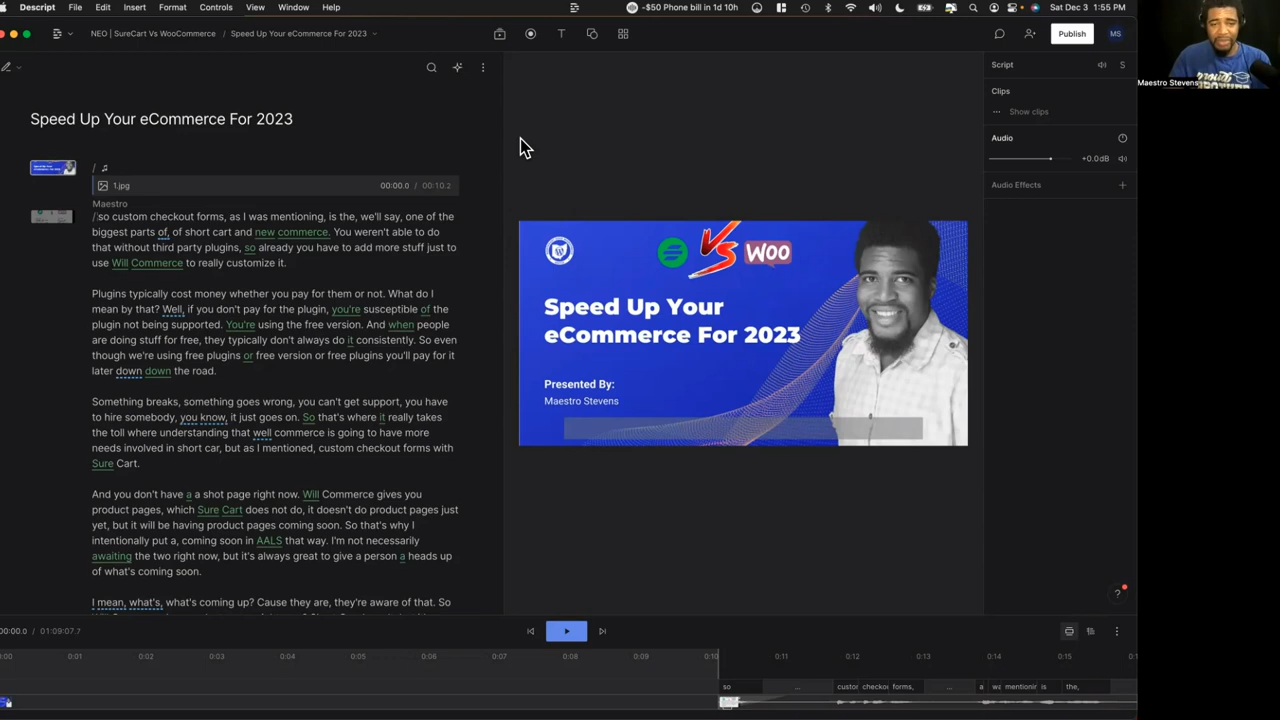 Descript File Edit Insert Format Controls View Window Help
-$50 Phone bill in 1d 10h
Sat Dec 3 1:55 PM
NEO | SureCart Vs WooCommerce / Speed Up Your eCommerce For 2023
Publish
MS
Maestro Stevens
Script
S
Clips
Show clips
Audio
+0.0dB
Audio Effects
Speed Up Your eCommerce For 2023
/
1.jpg 00:00.0 / 00:10.2
Maestro
/so custom checkout forms, as I was mentioning, is the, we'll say, one of the
biggest parts of, of short cart and new commerce. You weren't able to do
that without third party plugins, so already you have to add more stuff just to
use Will Commerce to really customize it.
Plugins typically cost money whether you pay for them or not. What do I
mean by that? Well, if you don't pay for the plugin, you're susceptible of the
plugin not being supported. You're using the free version. And when people
are doing stuff for free, they typically don't always do it consistently. So even
though we're using free plugins or free version or free plugins you'll pay for it
later down down the road.
Something breaks, something goes wrong, you can't get support, you have
to hire somebody, you know, it just goes on. So that's where it really takes
the toll where understanding that well commerce is going to have more
needs involved in short car, but as I mentioned, custom checkout forms with
Sure Cart.
And you don't have a a shot page right now. Will Commerce gives you
product pages, which Sure Cart does not do, it doesn't do product pages just
yet, but it will be having product pages coming soon. So that's why I
intentionally put a, coming soon in AALS that way. I'm not necessarily
awaiting the two right now, but it's always great to give a person a heads up
of what's coming soon.
I mean, what's, what's coming up? Cause they are, they're aware of that. So
VS
WOO
Speed Up Your
eCommerce For 2023
Presented By:
Maestro Stevens
?
00:00.0 / 01:09:07.7
0:00 0:01 0:02 0:03 0:04 0:05 0:06 0:07 0:08 0:09 0:10 0:11 0:12 0:13 0:14 0:15
so ... custor checko forms, ... a wa mentionir is the,